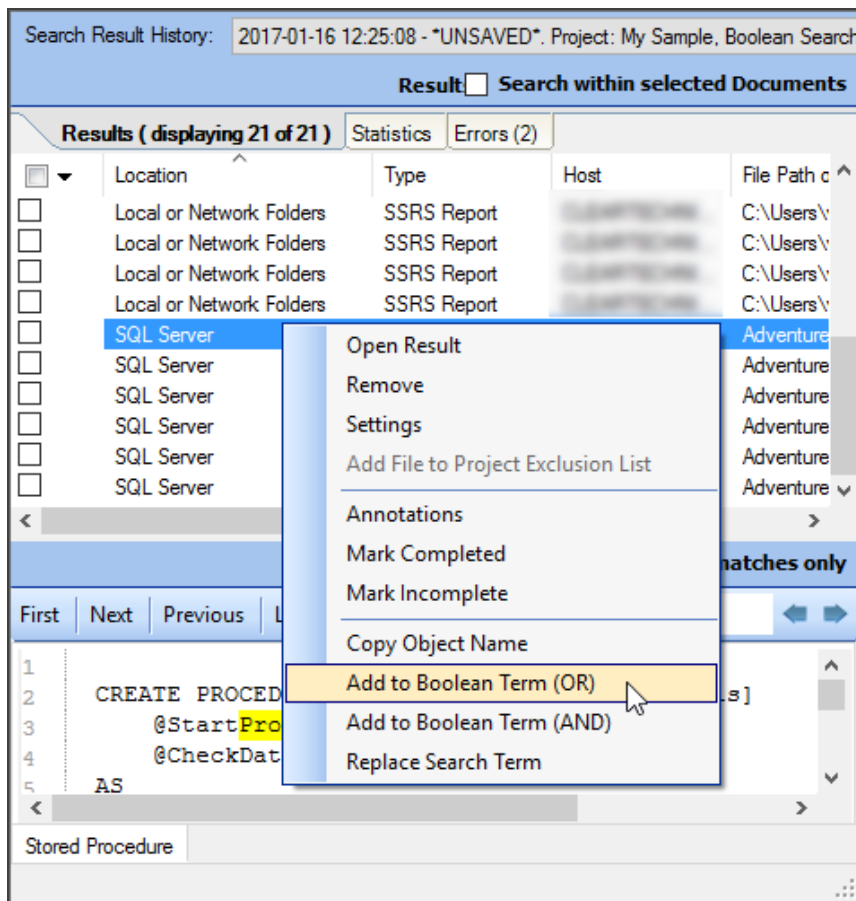 Search Result History: 2017-01-16 12:25:08 - *UNSAVED*. Project: My Sample, Boolean Search
Result Search within selected Documents
Results ( displaying 21 of 21 ) Statistics Errors (2)
Location Type Host File Path
Local or Network Folders SSRS Report C:\Users\
Local or Network Folders SSRS Report C:\Users\
Local or Network Folders SSRS Report C:\Users\
Local or Network Folders SSRS Report C:\Users\
SQL Server Adventure
SQL Server Adventure
SQL Server Adventure
SQL Server Adventure
SQL Server Adventure
SQL Server Adventure
Open Result
Remove
Settings
Add File to Project Exclusion List
Annotations
Mark Completed
Mark Incomplete
Copy Object Name
Add to Boolean Term (OR)
Add to Boolean Term (AND)
Replace Search Term
matches only
First Next Previous L
1
2 CREATE PROCED s]
3 @StartPro
4 @CheckDat
5 AS
Stored Procedure